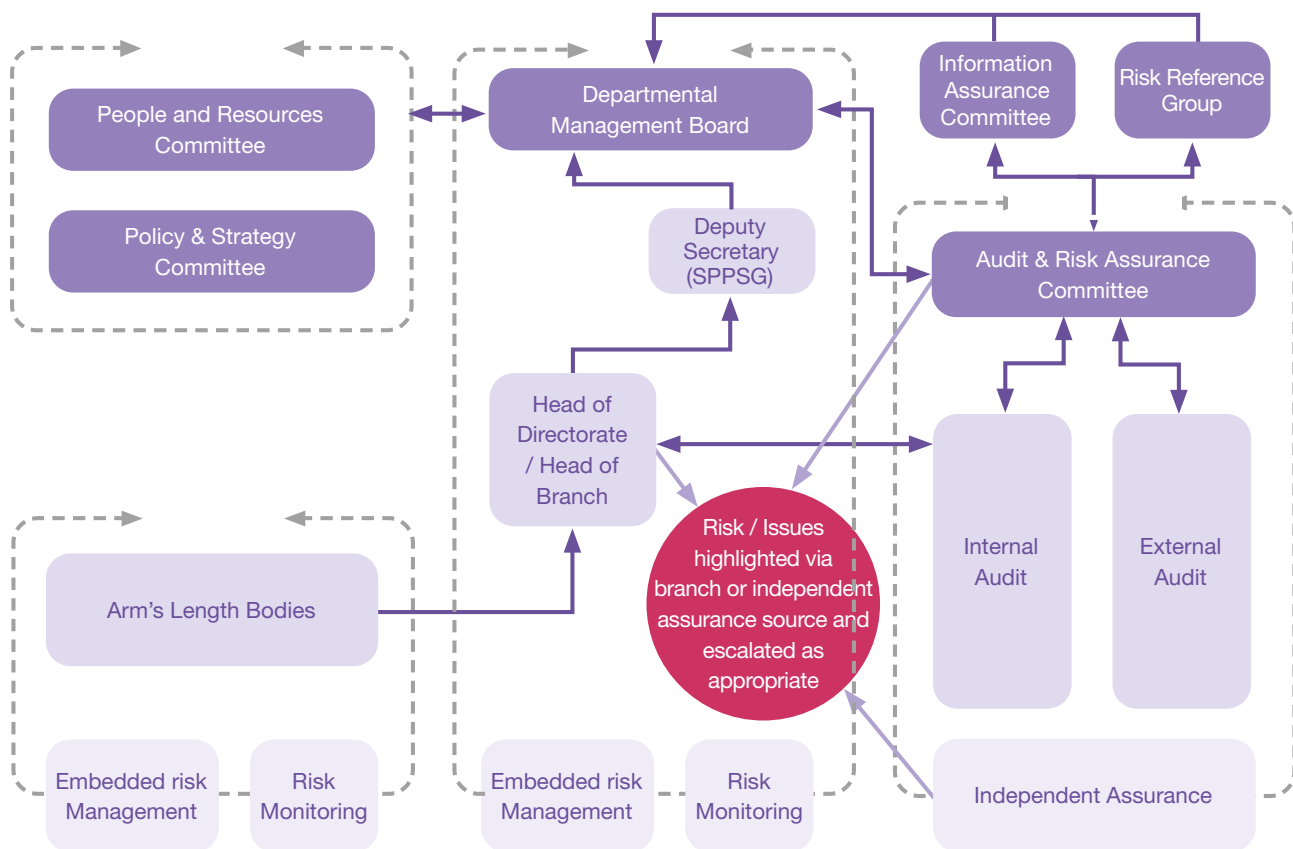 People and Resources
Committee
Policy & Strategy
Committee
Departmental
Management Board
Information
Assurance
Committee
Risk Reference
Group
Deputy
Secretary
(SPPSG)
Audit & Risk Assurance
Committee
Head of
Directorate
/ Head of
Branch
Risk / Issues
highlighted via
branch or independent
assurance source and
escalated as
appropriate
Internal
Audit
External
Audit
Arm’s Length Bodies
Embedded risk
Management
Risk
Monitoring
Embedded risk
Management
Risk
Monitoring
Independent Assurance